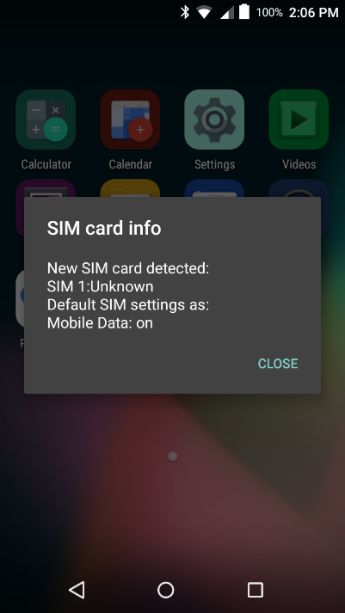 100% 2:06 PM
Calculator Calendar Settings Videos
SIM card info
New SIM card detected:
SIM 1:Unknown
Default SIM settings as:
Mobile Data: on
CLOSE